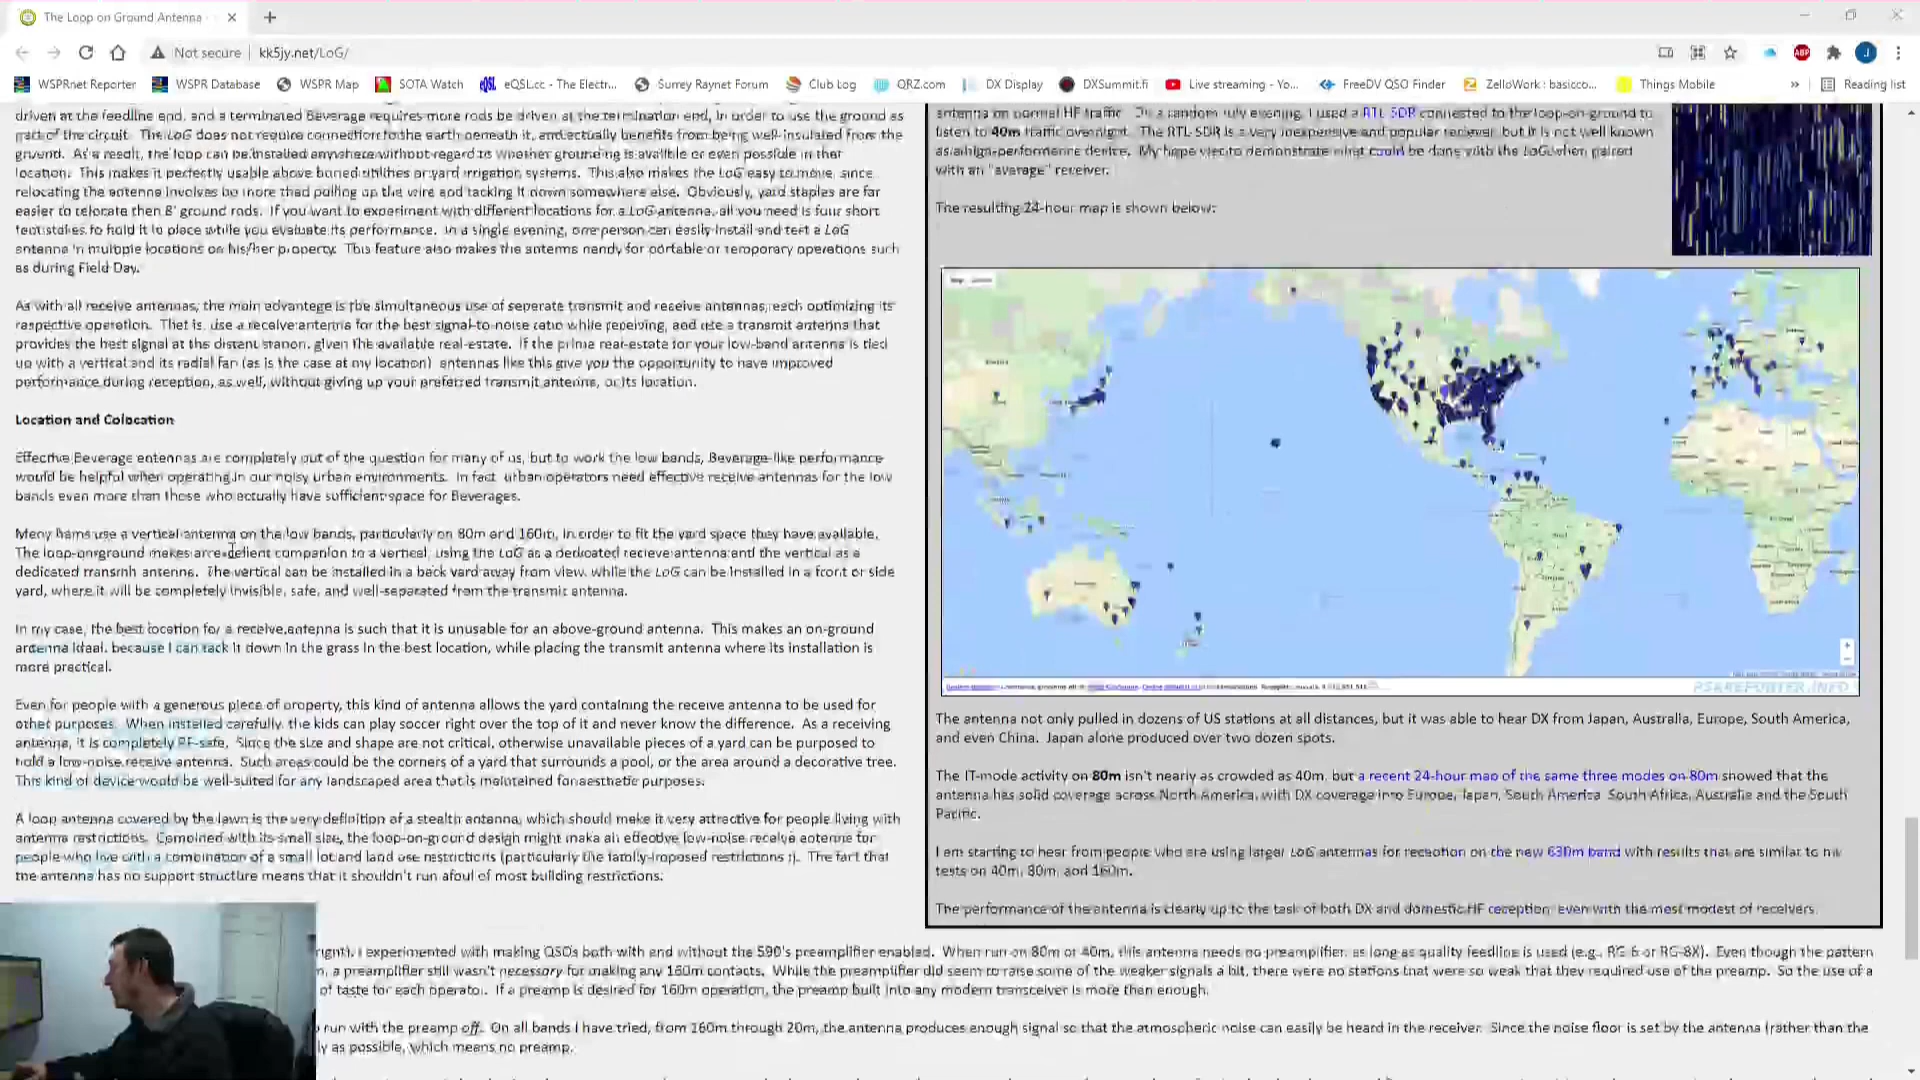 The Loop on Ground Antenna
Not secure
kk5jy.net/LoG/
WSPRnet Reporter
WSPR Database
WSPR Map
SOTA Watch
eQSL.cc - The Electr...
Surrey Raynet Forum
Club Log
QRZ.com
DX Display
DXSummit.fi
Live streaming - Yo...
FreeDV QSO Finder
ZelloWork : basicco...
Things Mobile
»
Reading list
driven at the feedline end, and a terminated Beverage requires more rods be driven at the termination end, in order to use the ground as
part of the circuit. The LoG does not require connection to the earth beneath it, and actually benefits from being well-insulated from the
ground. As a result, the loop can be installed anywhere without regard to whether grounding is possible in that
location. This makes it perfectly usable above buried utilities or yard irrigation systems. This also makes the LoG easy to move, since
relocating the antenna involves no more than pulling up the wire and tacking it down somewhere else. Obviously, yard staples are far
easier to relocate than 8' ground rods. If you want to experiment with different locations for a LoG antenna, all you need is four short
tent stakes to hold it in place while you evaluate its performance. In a single evening, one person can easily install and test a LoG
antenna in multiple locations on his/her property. This feature also makes the antenna handy for portable or temporary operations such
as during Field Day.
As with all receive antennas, the main advantage is the simultaneous use of seperate transmit and receive antennas, each optimizing its
respective operation. That is, use a receive antenna for the best signal-to-noise ratio while receiving, and use a transmit antenna that
provides the best signal at the distant station, given the available real-estate. If the prime real-estate for your low-band antenna is tied
up with a vertical and its radial fan (as is the case at my location) antennas like this give you the opportunity to have improved
performance during reception, as well, without giving up your preferred transmit antenna, or its location.
Location and Colocation
Effective Beverage antennas are completely out of the question for many of us, but to work the low bands, Beverage-like performance
would be helpful when operating in our noisy urban environments. In fact urban operators need effective receive antennas for the low
bands even more than those who actually have sufficient space for Beverages.
Many hams use a vertical antenna on the low bands, particularly on 80m and 160m, in order to fit the yard space they have available.
The loop-on-ground makes an excellent companion to a vertical, using the LoG as a dedicated recieve antenna and the vertical as a
dedicated transmit antenna. The vertical can be installed in a back yard away from view, while the LoG can be installed in a front or side
yard, where it will be completely invisible, safe, and well-separated from the transmit antenna.
In my case, the best location for a receive antenna is such that it is unusable for an above-ground antenna. This makes an on-ground
antenna ideal, because I can tack it down in the grass in the best location, while placing the transmit antenna where its installation is
more practical.
Even for people with a generous piece of property, this kind of antenna allows the yard containing the receive antenna to be used for
other purposes. When installed carefully, the kids can play soccer right over the top of it and never know the difference. As a receiving
antenna, it is completely RF-safe. Since the size and shape are not critical, otherwise unavailable pieces of a yard can be purposed to
hold a low-noise receive antenna. Such areas could be the corners of a yard that surrounds a pool, or the area around a decorative tree.
This kind of device would be well-suited for any landscaped area that is maintained for aesthetic purposes.
A loop antenna covered by the lawn is the very definition of a stealth antenna, which should make it very attractive for people living with
antenna restrictions. Combined with its small size, the loop-on-ground design might make an effective low-noise receive antenna for
people who live with a combination of a small lot and land use restrictions (particularly the family-imposed restrictions :). The fact that
the antenna has no support structure means that it shouldn't run afoul of most building restrictions.
antenna on normal HF traffic On a random July evening, I used a RTL SDR connected to the loop-on-ground to
listen to 40m traffic overnight. The RTL-SDR is a very inexpensive and popular reciever, but it is not well known
as a high-performance device. My hope was to demonstrate what could be done with the LoG when paired
with an "average" receiver.
The resulting 24-hour map is shown below:
PSKREPORTER.INFO
The antenna not only pulled in dozens of US stations at all distances, but it was able to hear DX from Japan, Australia, Europe, South America,
and even China. Japan alone produced over two dozen spots.
The JT-mode activity on 80m isn't nearly as crowded as 40m, but a recent 24-hour map of the same three modes on 80m showed that the
antenna has solid coverage across North America, with DX coverage into Europe, Japan, South America South Africa, Australia and the South
Pacific.
I am starting to hear from people who are using larger LoG antennas for reception on the new 630m band with results that are similar to my
tests on 40m, 80m, and 160m.
The performance of the antenna is clearly up to the task of both DX and domestic HF reception, even with the most modest of receivers.
right), I experimented with making QSOs both with and without the 590's preamplifier enabled. When run on 80m or 40m, this antenna needs no preamplifier, as long as quality feedline is used (e.g., RG-6 or RG-8X). Even though the pattern
a preamplifier still wasn't necessary for making any 160m contacts. While the preamplifier did seem to raise some of the weaker signals a bit, there were no stations that were so weak that they required use of the preamp. So the use of a
of taste for each operator. If a preamp is desired for 160m operation, the preamp built into any modern transceiver is more than enough.
run with the preamp off. On all bands I have tried, from 160m through 20m, the antenna produces enough signal so that the atmospheric noise can easily be heard in the receiver. Since the noise floor is set by the antenna (rather than the
ly as possible, which means no preamp.